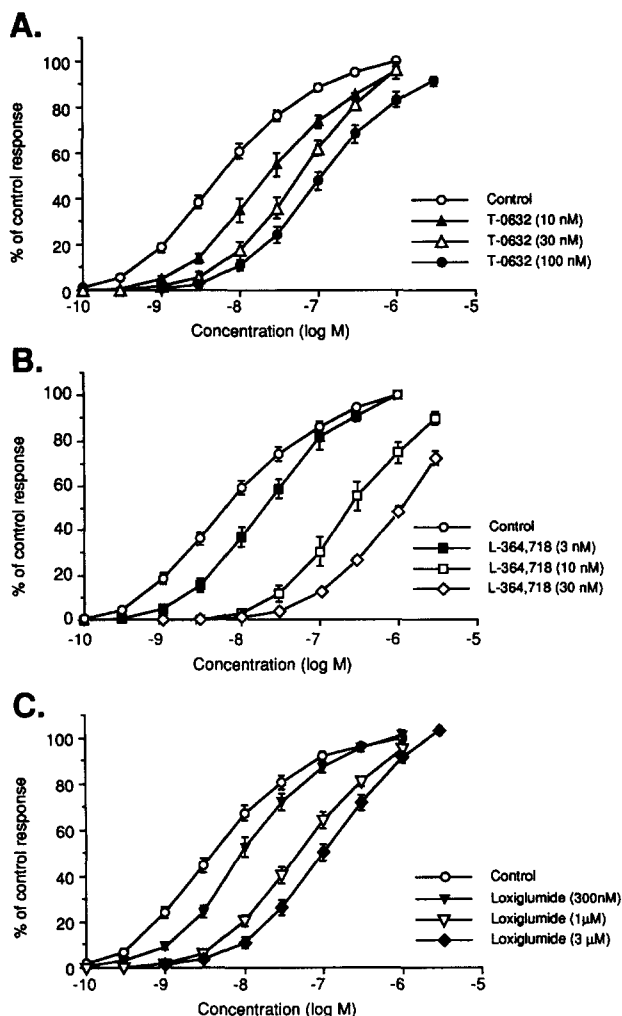 A.
% of control response
100
80
60
40
20
0
-10 -9 -8 -7 -6 -5
Concentration (log M)
Control
T-0632 (10 nM)
T-0632 (30 nM)
T-0632 (100 nM)
B.
% of control response
100
80
60
40
20
0
-10 -9 -8 -7 -6 -5
Concentration (log M)
Control
L-364,718 (3 nM)
L-364,718 (10 nM)
L-364,718 (30 nM)
C.
% of control response
100
80
60
40
20
0
-10 -9 -8 -7 -6 -5
Concentration (log M)
Control
Loxiglumide (300nM)
Loxiglumide (1μM)
Loxiglumide (3 μM)